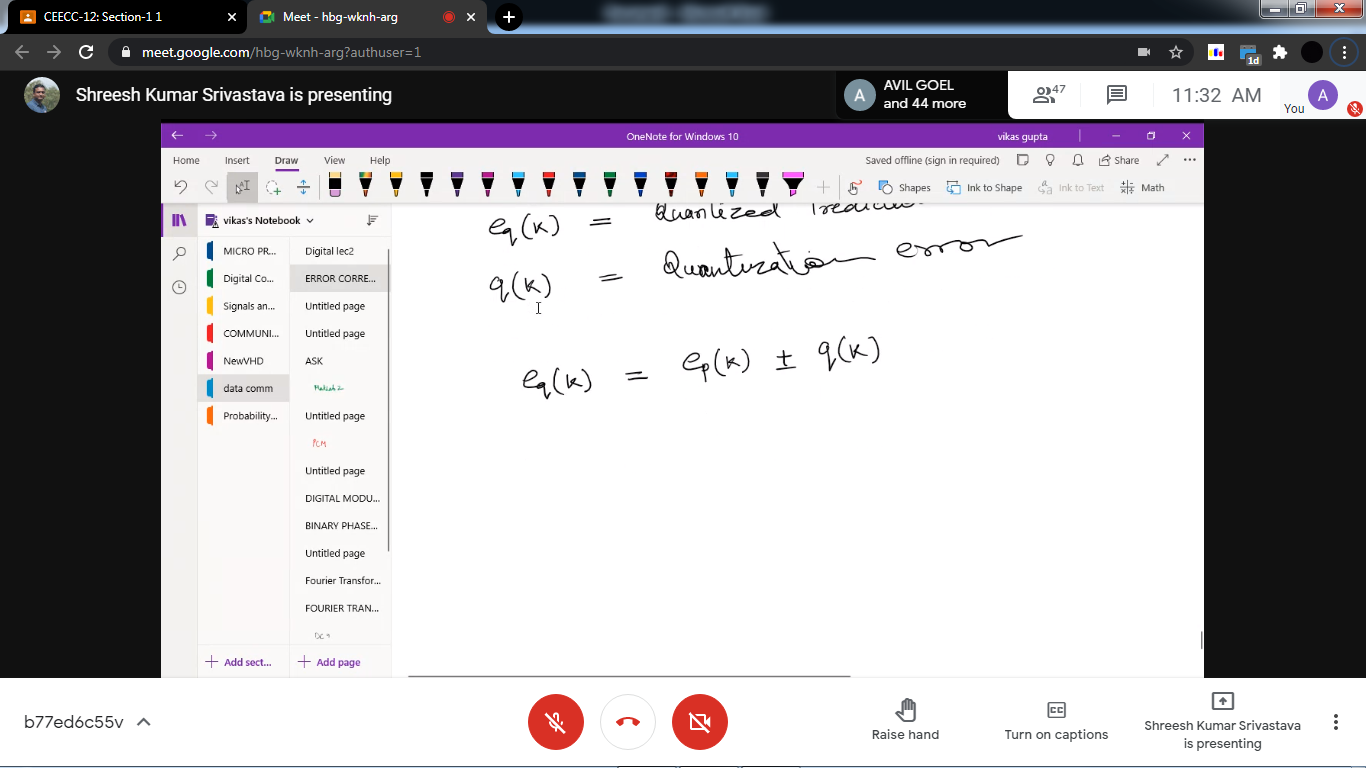 CEECC-12: Section-1 1
Meet - hbg-wknh-arg
meet.google.com/hbg-wknh-arg?authuser=1
1d
Shreesh Kumar Srivastava is presenting
A
AVIL GOEL
and 44 more
47
11:32 AM
You
A
OneNote for Windows 10
vikas gupta
Home Insert Draw View Help
Saved offline (sign in required)
Share
Shapes
Ink to Shape
Ink to Text
Math
vikas's Notebook
MICRO PR...
Digital Co...
Signals an...
COMMUNI...
NewVHD
data comm
Probability...
Add sect...
Digital lec2
ERROR CORRE...
Untitled page
Untitled page
ASK
Untitled page
PCM
Untitled page
DIGITAL MODU...
BINARY PHASE...
Untitled page
Fourier Transfor...
FOURIER TRAN...
Add page
eq(k) = Quantized
q(k) = Quantization error
eq(k) = ep(k) ± q(k)
b77ed6c55v
Raise hand
CC
Turn on captions
Shreesh Kumar Srivastava
is presenting